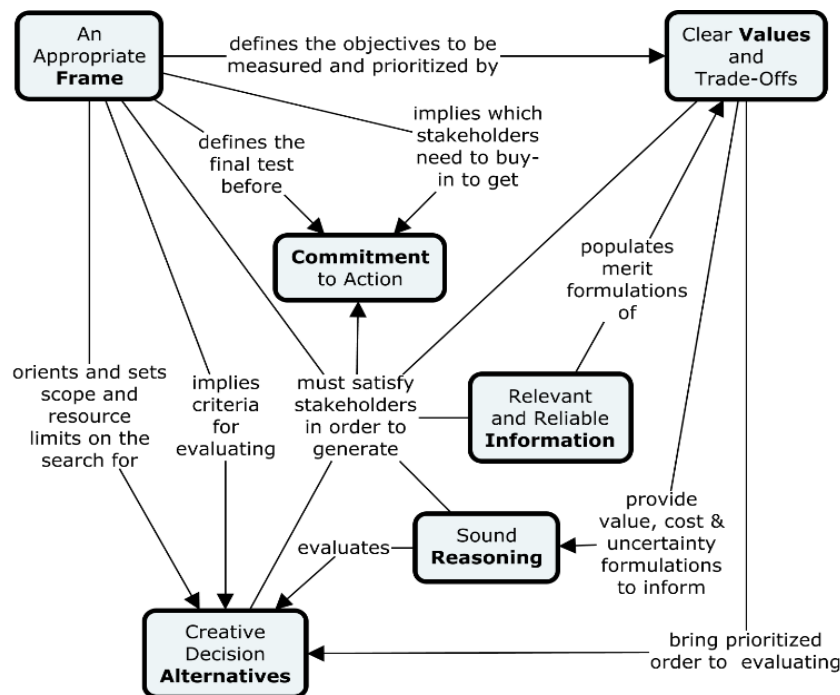 An
Appropriate
Frame
defines the objectives to be
measured and prioritized by
Clear Values
and
Trade-Offs
implies which
stakeholders
need to buy-
in to get
defines the
final test
before
Commitment
to Action
populates
merit
formulations
of
orients and sets
scope and
resource
limits on the
search for
implies
criteria
for
evaluating
must satisfy
stakeholders
in order to
generate
Relevant
and Reliable
Information
provide
value, cost &
uncertainty
formulations
to inform
Sound
Reasoning
evaluates
Creative
Decision
Alternatives
bring prioritized
order to  evaluating